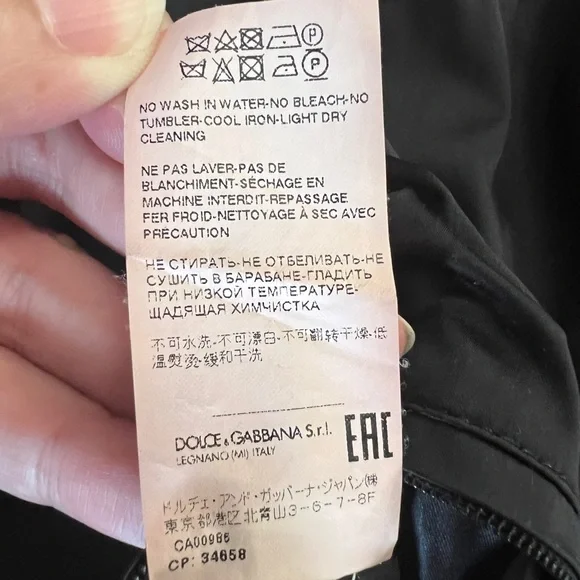 NO WASH IN WATER-NO BLEACH-NO
TUMBLER-COOL IRON-LIGHT DRY
CLEANING
NE PAS LAVER-PAS DE
BLANCHIMENT-SÉCHAGE EN
MACHINE INTERDIT-REPASSAGE
FER FROID-NETTOYAGE À SEC AVEC
PRÉCAUTION
НЕ СТИРАТЬ-НЕ ОТБЕЛИВАТЬ-НЕ
СУШИТЬ В БАРАБАНЕ-ГЛАДИТЬ
ПРИ НИЗКОЙ ТЕМПЕРАТУРЕ-
ЩАДЯЩАЯ ХИМЧИСТКА
不可水洗-不可漂白-不可翻转干燥-低
温熨烫-缓和干洗
DOLCE & GABBANA S.r.l.
LEGNANO (MI) ITALY
EAC
ドルチェ・アンド・ガッバーナ・ジャパン(株)
東京都港区北青山3-6-7-8F
CA00986
CP: 34658